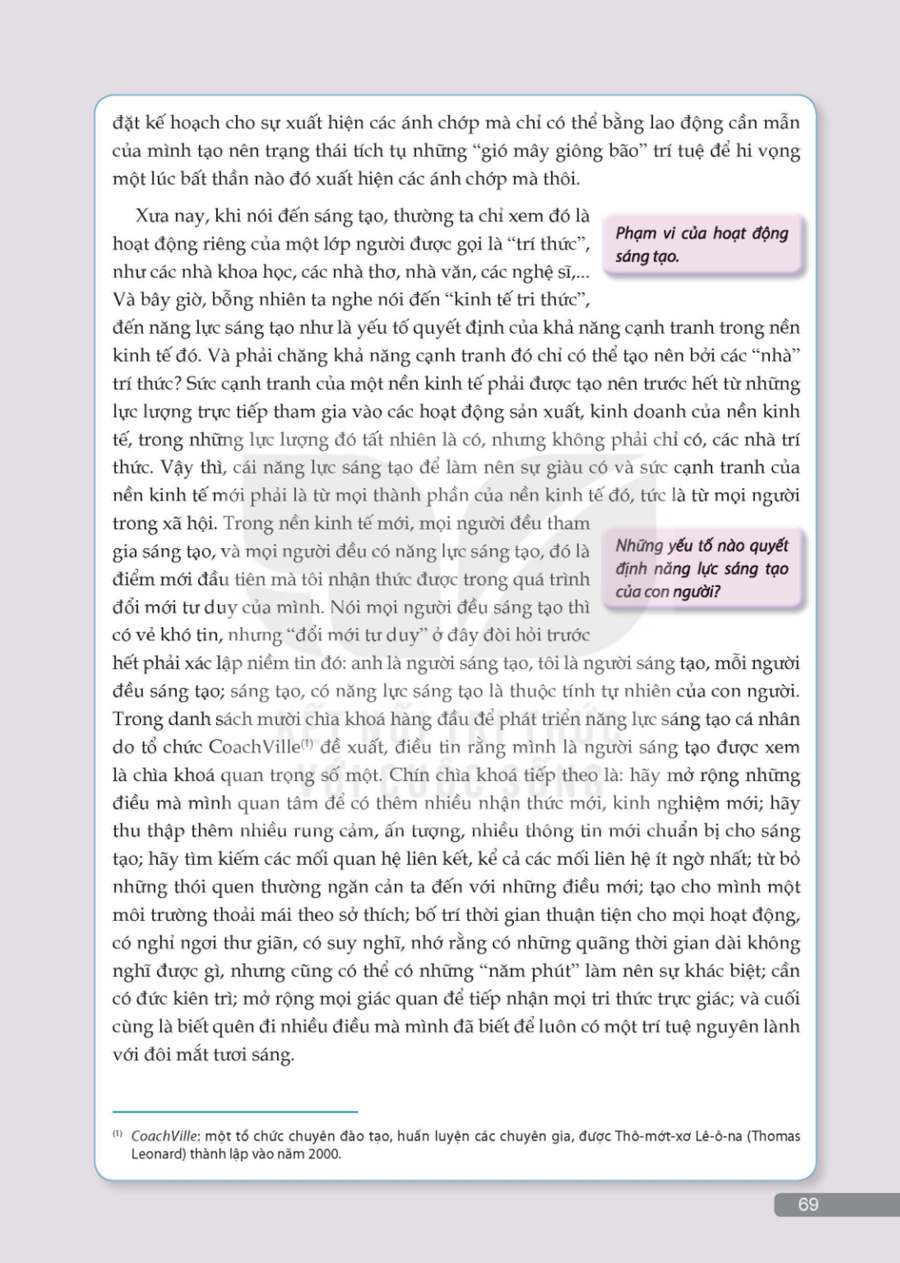 đặt kế hoạch cho sự xuất hiện các ánh chớp mà chỉ có thể bằng lao động cần mẫn
của mình tạo nên trạng thái tích tụ những “gió mây giông bão” trí tuệ để hi vọng
một lúc bất thần nào đó xuất hiện các ánh chớp mà thôi.
Xưa nay, khi nói đến sáng tạo, thường ta chỉ xem đó là
hoạt động riêng của một lớp người được gọi là “trí thức”,
như các nhà khoa học, các nhà thơ, nhà văn, các nghệ sĩ,...
Và bây giờ, bỗng nhiên ta nghe nói đến “kinh tế tri thức”,
Phạm vi của hoạt động
sáng tạo.
đến năng lực sáng tạo như là yếu tố quyết định của khả năng cạnh tranh trong nền
kinh tế đó. Và phải chăng khả năng cạnh tranh đó chỉ có thể tạo nên bởi các “nhà”
trí thức? Sức cạnh tranh của một nền kinh tế phải được tạo nên trước hết từ những
lực lượng trực tiếp tham gia vào các hoạt động sản xuất, kinh doanh của nền kinh
tế, trong những lực lượng đó tất nhiên là có, nhưng không phải chỉ có, các nhà trí
thức. Vậy thì, cái năng lực sáng tạo để làm nên sự giàu có và sức cạnh tranh của
nền kinh tế mới phải là từ mọi thành phần của nền kinh tế đó, tức là từ mọi người
trong xã hội. Trong nền kinh tế mới, mọi người đều tham
gia sáng tạo, và mọi người đều có năng lực sáng tạo, đó là
điểm mới đầu tiên mà tôi nhận thức được trong quá trình
đổi mới tư duy của mình. Nói mọi người đều sáng tạo thì
có vẻ khó tin, nhưng “đổi mới tư duy” ở đây đòi hỏi trước
Những yếu tố nào quyết
định năng lực sáng tạo
của con người?
hết phải xác lập niềm tin đó: anh là người sáng tạo, tôi là người sáng tạo, mỗi người
đều sáng tạo; sáng tạo, có năng lực sáng tạo là thuộc tính tự nhiên của con người.
Trong danh sách mười chìa khoá hàng đầu để phát triển năng lực sáng tạo cá nhân
do tổ chức CoachVille(1) đề xuất, điều tin rằng mình là người sáng tạo được xem
là chìa khoá quan trọng số một. Chín chìa khoá tiếp theo là: hãy mở rộng những
điều mà mình quan tâm để có thêm nhiều nhận thức mới, kinh nghiệm mới; hãy
thu thập thêm nhiều rung cảm, ấn tượng, nhiều thông tin mới chuẩn bị cho sáng
tạo; hãy tìm kiếm các mối quan hệ liên kết, kể cả các mối liên hệ ít ngờ nhất; từ bỏ
những thói quen thường ngăn cản ta đến với những điều mới; tạo cho mình một
môi trường thoải mái theo sở thích; bố trí thời gian thuận tiện cho mọi hoạt động,
có nghỉ ngơi thư giãn, có suy nghĩ, nhớ rằng có những quãng thời gian dài không
nghĩ được gì, nhưng cũng có thể có những “năm phút” làm nên sự khác biệt; cần
có đức kiên trì; mở rộng mọi giác quan để tiếp nhận mọi tri thức trực giác; và cuối
cùng là biết quên đi nhiều điều mà mình đã biết để luôn có một trí tuệ nguyên lành
với đôi mắt tươi sáng.
KẾT NỐI TRI THỨC
VỚI CUỘC SỐNG
(1) CoachVille: một tổ chức chuyên đào tạo, huấn luyện các chuyên gia, được Thô-mớt-xơ Lê-ô-na (Thomas
Leonard) thành lập vào năm 2000.
69